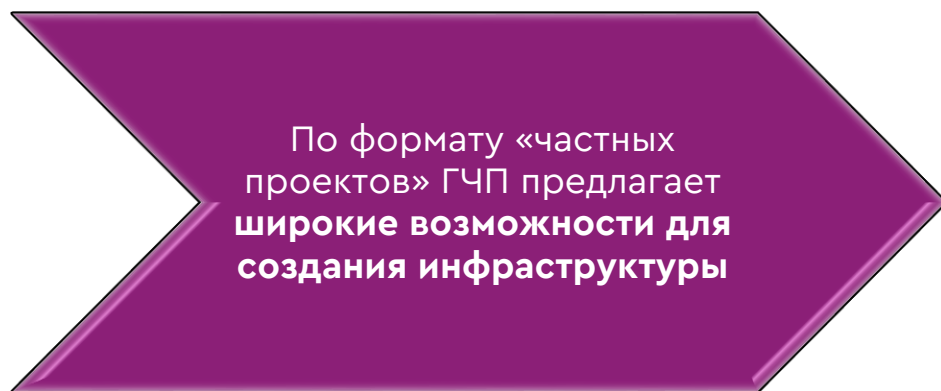 По формату «частных
проектов» ГЧП предлагает
широкие возможности для
создания инфраструктуры